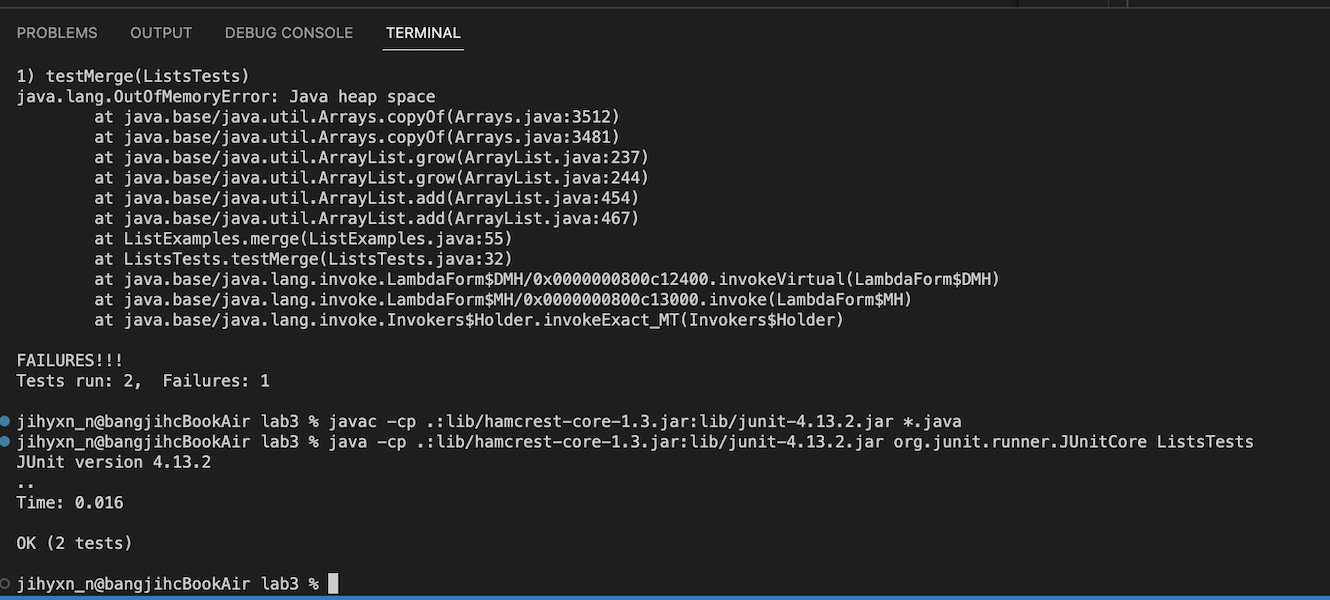 PROBLEMS OUTPUT DEBUG CONSOLE TERMINAL
1) testMerge(ListsTests)
java.lang.OutOfMemoryError: Java heap space
at java.base/java.util.Arrays.copyOf(Arrays.java:3512)
at java.base/java.util.Arrays.copyOf(Arrays.java:3481)
at java.base/java.util.ArrayList.grow(ArrayList.java:237)
at java.base/java.util.ArrayList.grow(ArrayList.java:244)
at java.base/java.util.ArrayList.add(ArrayList.java:454)
at java.base/java.util.ArrayList.add(ArrayList.java:467)
at ListExamples.merge(ListExamples.java:55)
at ListsTests.testMerge(ListsTests.java:32)
at java.base/java.lang.invoke.LambdaForm$DMH/0x0000000800c12400.invokeVirtual(LambdaForm$DMH)
at java.base/java.lang.invoke.LambdaForm$MH/0x0000000800c13000.invoke(LambdaForm$MH)
at java.base/java.lang.invoke.Invokers$Holder.invokeExact_MT(Invokers$Holder)
FAILURES!!!
Tests run: 2,  Failures: 1
jihyxn_n@bangjihcBookAir lab3 % javac -cp .:lib/hamcrest-core-1.3.jar:lib/junit-4.13.2.jar *.java
jihyxn_n@bangjihcBookAir lab3 % java -cp .:lib/hamcrest-core-1.3.jar:lib/junit-4.13.2.jar org.junit.runner.JUnitCore ListsTests
JUnit version 4.13.2
..
Time: 0.016
OK (2 tests)
jihyxn_n@bangjihcBookAir lab3 %